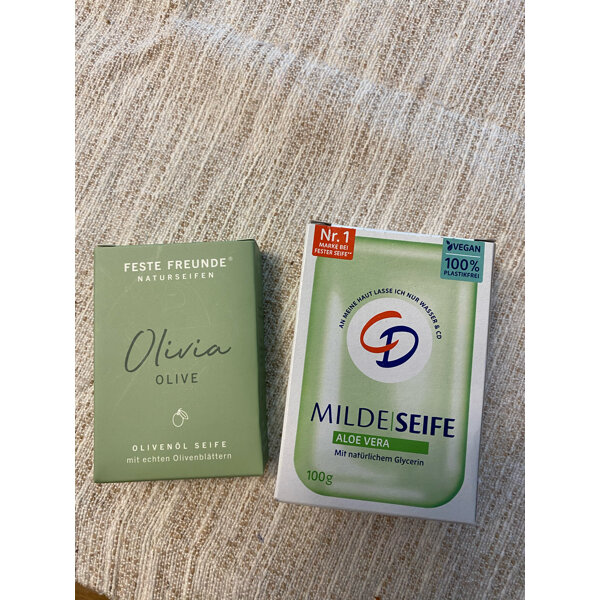 FESTE FREUNDE®
NATURSEIFEN
Olivia
OLIVE
OLIVENÖL SEIFE
mit echten Olivenblättern
Nr. 1
MARKE BEI
FESTER SEIFE**
VEGAN
100%
PLASTIKFREI
AN MEINE HAUT LASSE ICH NUR WASSER & CD
CD
MILDE|SEIFE
ALOE VERA
Mit natürlichem Glycerin
100g